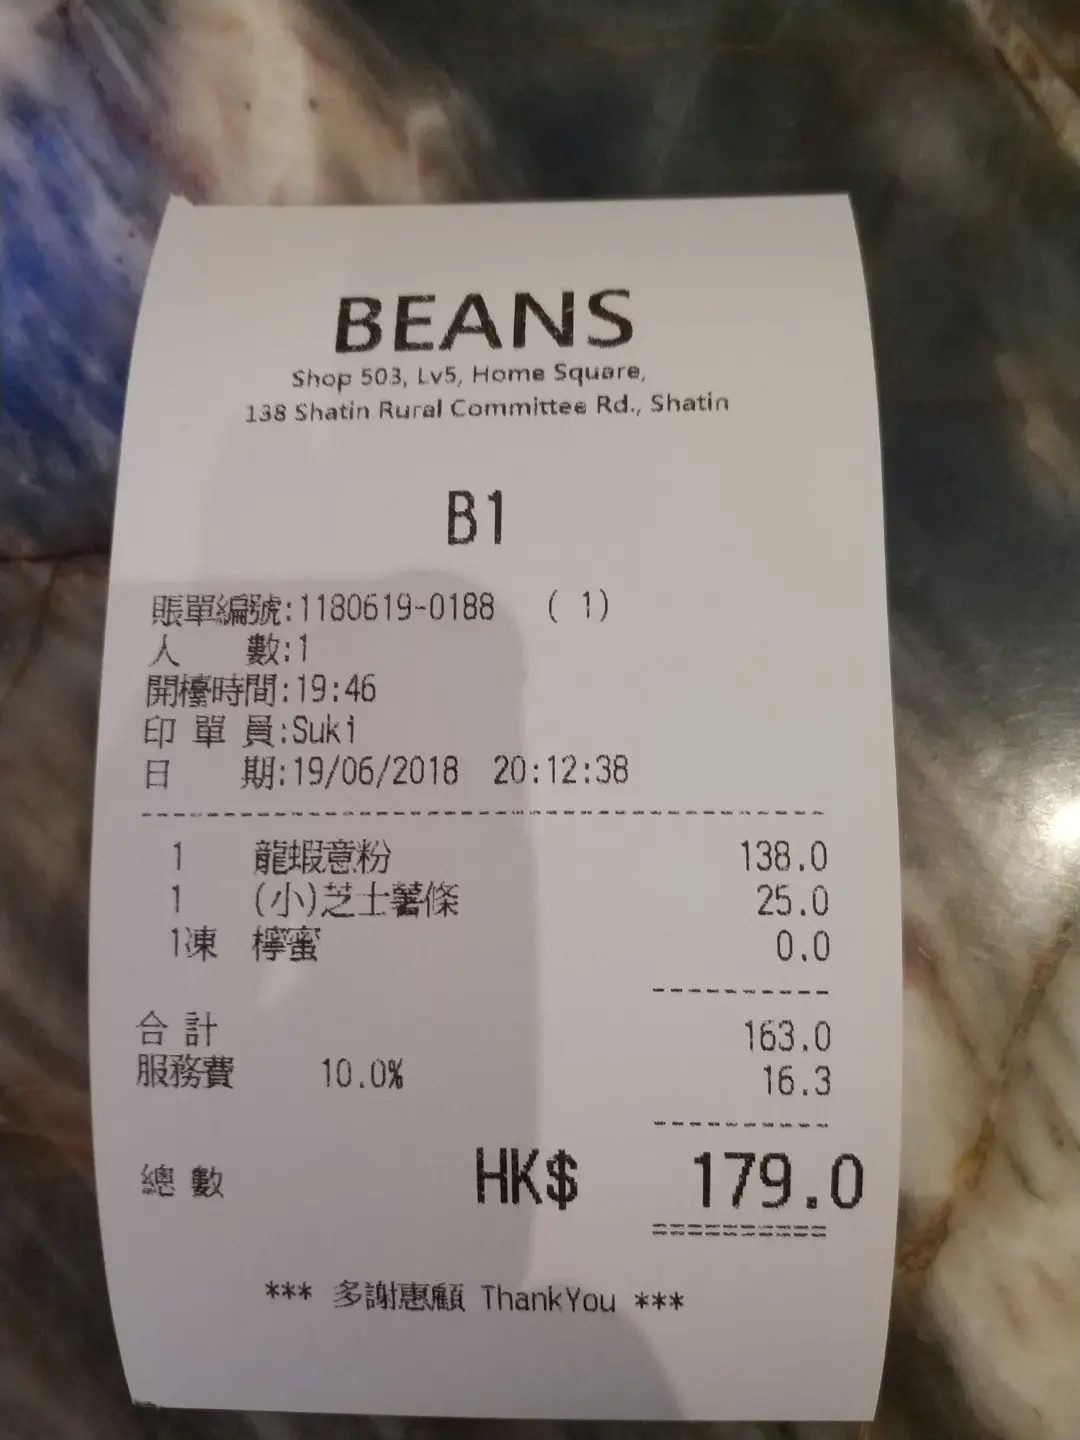 BEANS
Shop 503, Lv5, Home Square,
138 Shatin Rural Committee Rd., Shatin
B1
賬單編號:1180619-0188 ( 1)
人 數:1
開檯時間:19:46
印單員:Suki
日 期:19/06/2018 20:12:38
1 龍蝦意粉 138.0
1 (小)芝士薯條 25.0
1凍 檸蜜 0.0
合計 163.0
服務費 10.0% 16.3
總數 HK$ 179.0
*** 多謝惠顧 ThankYou ***